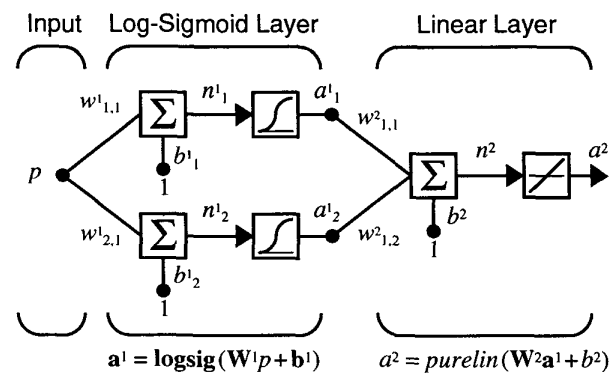 Input Log-Sigmoid Layer Linear Layer
w¹₁,₁ Σ n¹₁ a¹₁ w²₁,₁
b¹₁
1
p Σ n² a²
b²
1
w¹₂,₁ Σ n¹₂ a¹₂ w²₁,₂
b¹₂
1
a¹ = logsig(W¹p+b¹) a² = purelin(W²a¹+b²)